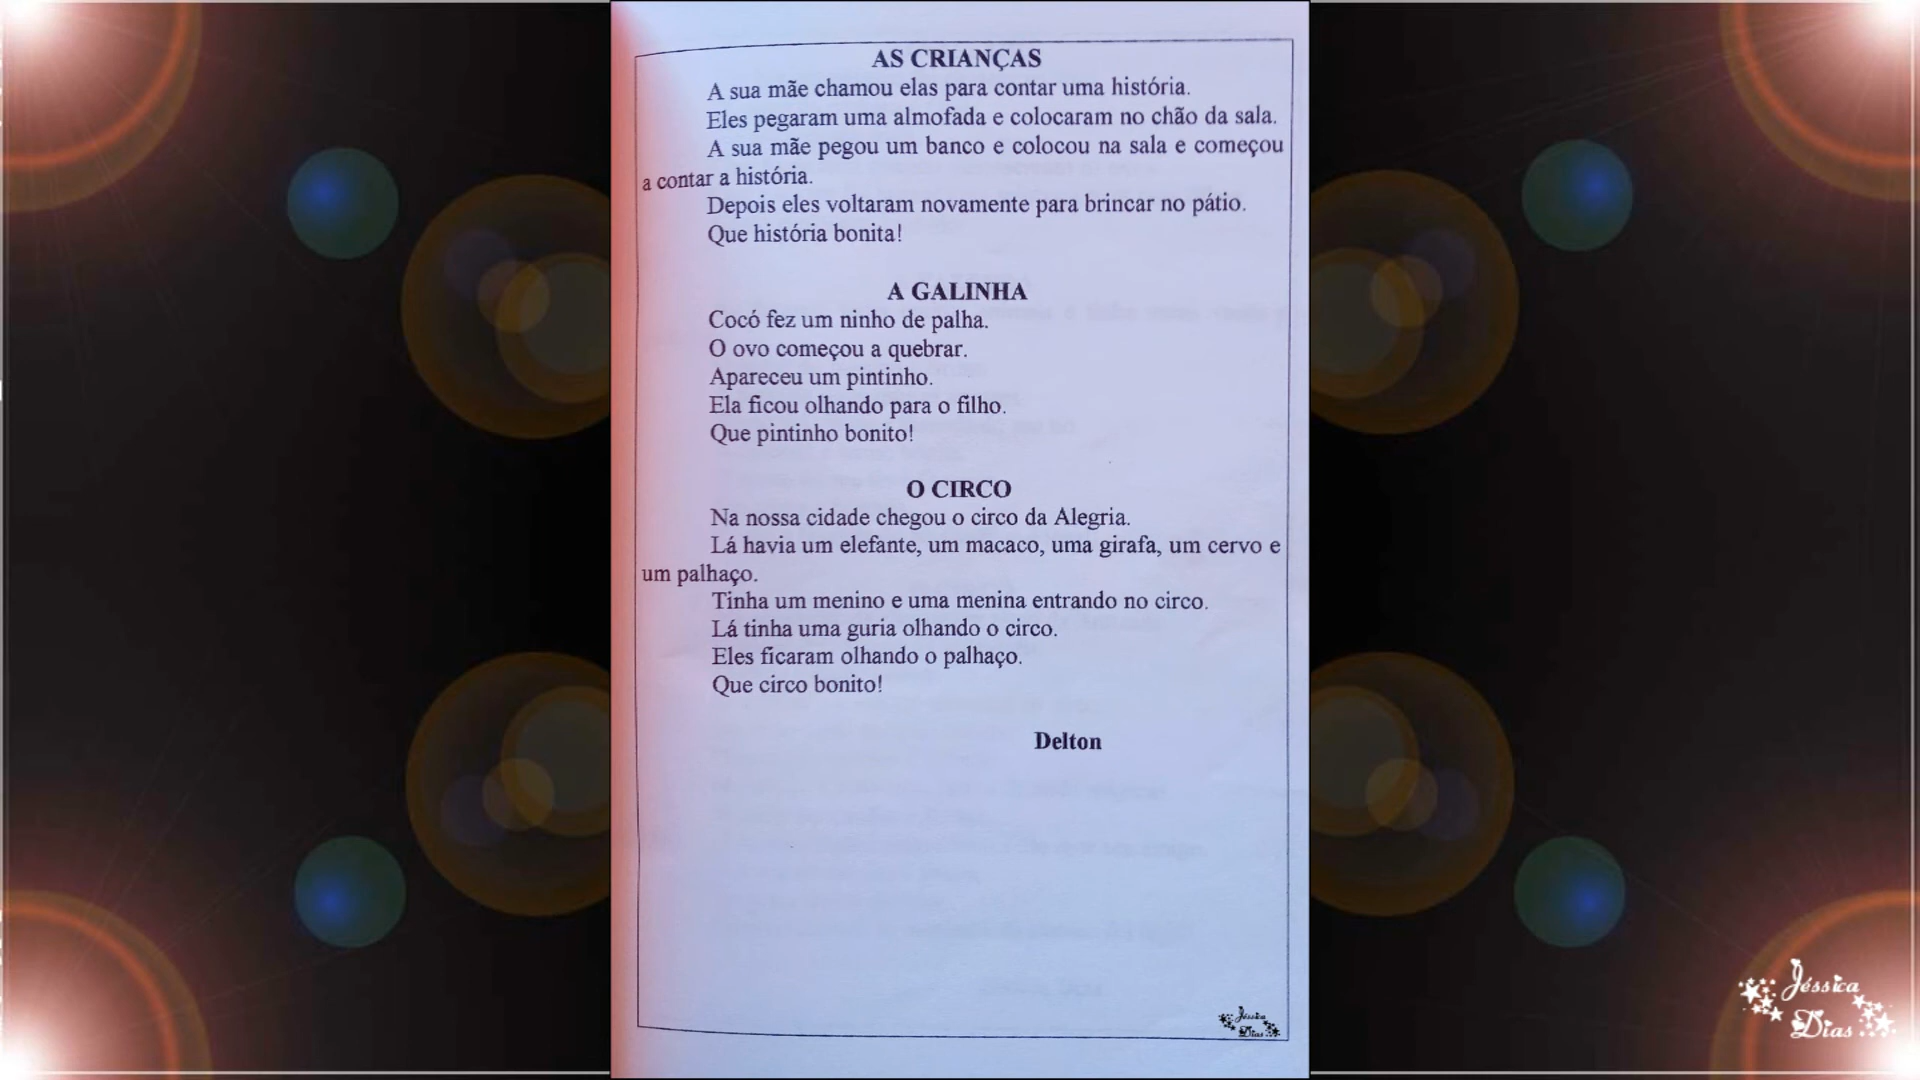 AS CRIANÇAS
A sua mãe chamou elas para contar uma história.
Eles pegaram uma almofada e colocaram no chão da sala.
A sua mãe pegou um banco e colocou na sala e começou
a contar a história.
Depois eles voltaram novamente para brincar no pátio.
Que história bonita!
A GALINHA
Cocó fez um ninho de palha.
O ovo começou a quebrar.
Apareceu um pintinho.
Ela ficou olhando para o filho.
Que pintinho bonito!
O CIRCO
Na nossa cidade chegou o circo da Alegria.
Lá havia um elefante, um macaco, uma girafa, um cervo e
um palhaço.
Tinha um menino e uma menina entrando no circo.
Lá tinha uma guria olhando o circo.
Eles ficaram olhando o palhaço.
Que circo bonito!
Delton
Jéssica
Dias
Jéssica
Dias